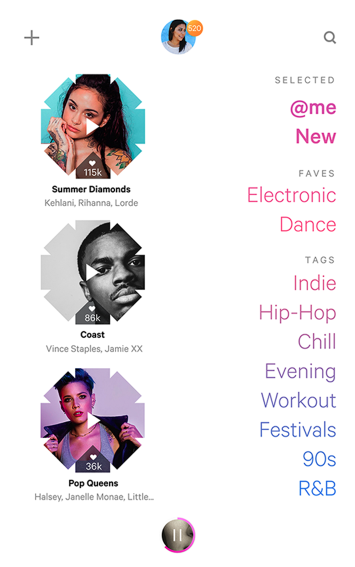 520
115k
Summer Diamonds
Kehlani, Rihanna, Lorde
86k
Coast
Vince Staples, Jamie XX
36k
Pop Queens
Halsey, Janelle Monae, Little...
SELECTED
@me
New
FAVES
Electronic
Dance
TAGS
Indie
Hip-Hop
Chill
Evening
Workout
Festivals
90s
R&B